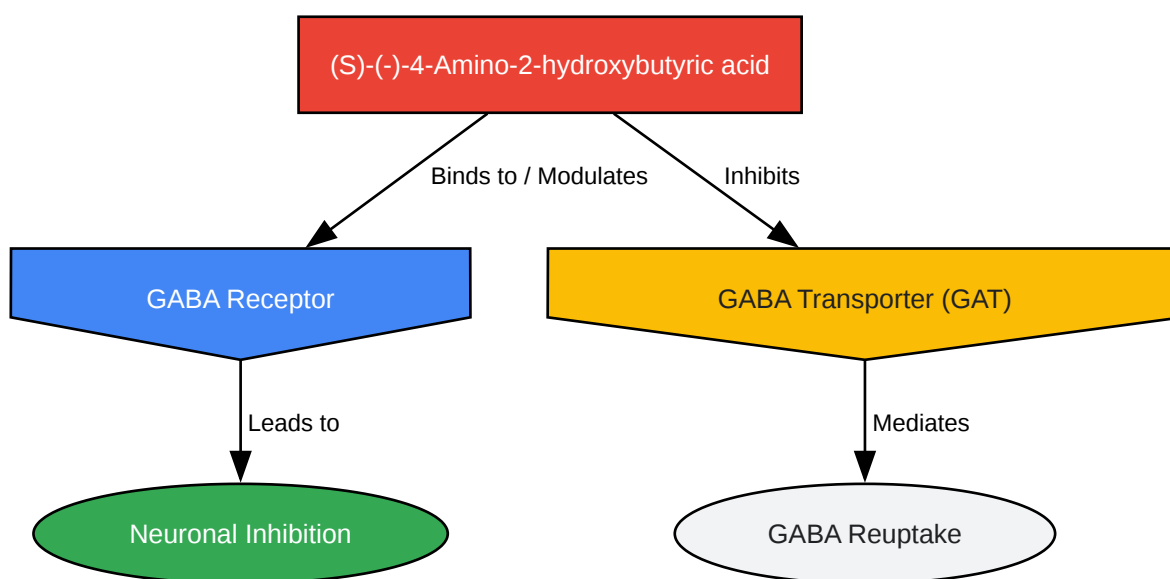 (S)-(-)-4-Amino-2-hydroxybutyric acid
Binds to / Modulates
Inhibits
GABA Receptor
GABA Transporter (GAT)
Leads to
Mediates
Neuronal Inhibition
GABA Reuptake